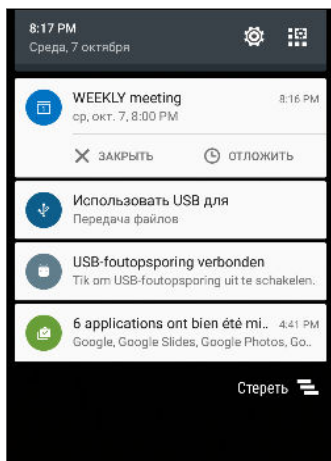 8:17 PM
Среда, 7 октября
WEEKLY meeting 8:16 PM
ср, окт. 7, 8:00 PM
ЗАКРЫТЬ ОТЛОЖИТЬ
Использовать USB для
Передача файлов
USB-foutopsporing verbonden
Tik om USB-foutopsporing uit te schakelen.
6 applications ont bien été mi.. 4:41 PM
Google, Google Slides, Google Photos, Go..
Стереть